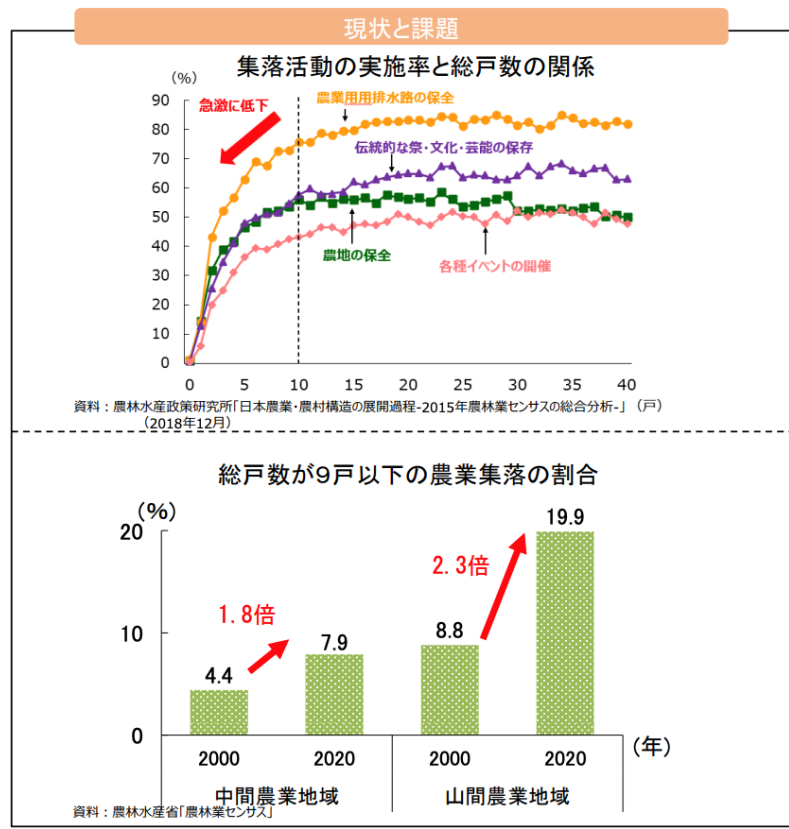 現状と課題
集落活動の実施率と総戸数の関係
(%)
90
80
70
60
50
40
30
20
10
0
急激に低下
農業用用排水路の保全
伝統的な祭・文化・芸能の保存
農地の保全
各種イベントの開催
0 5 10 15 20 25 30 35 40
資料：農林水産政策研究所「日本農業・農村構造の展開過程-2015年農林業センサスの総合分析-」（戸）
（2018年12月）
総戸数が９戸以下の農業集落の割合
(%)
20
10
0
4.4
1.8倍
7.9
8.8
2.3倍
19.9
2000 2020 2000 2020 (年)
中間農業地域 山間農業地域
資料：農林水産省「農林業センサス」